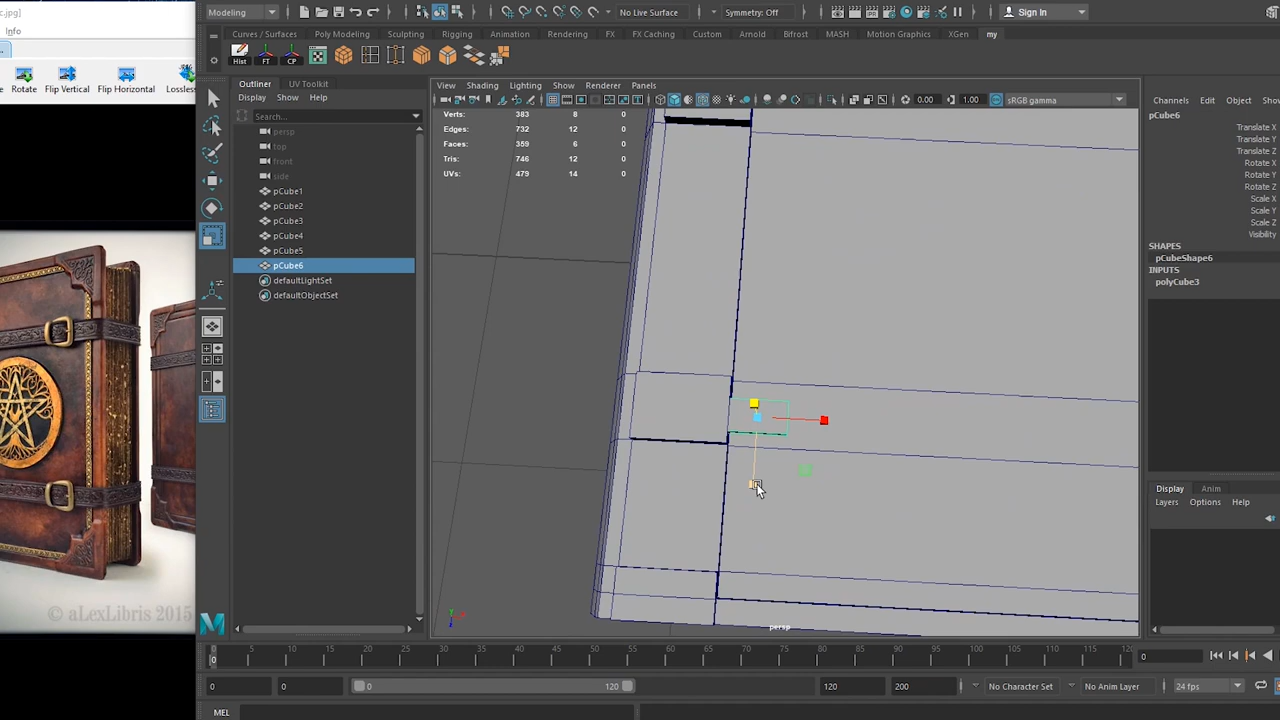 c.jpg]
Info
Rotate Flip Vertical Flip Horizontal Lossless
© aLexLibris 2015
Modeling
No Live Surface
Symmetry: Off
Sign In
Curves / Surfaces Poly Modeling Sculpting Rigging Animation Rendering FX FX Caching Custom Arnold Bifrost MASH Motion Graphics XGen my
Hist FT CP
Outliner UV Toolkit
Display Show Help
Search...
persp
top
front
side
pCube1
pCube2
pCube3
pCube4
pCube5
pCube6
defaultLightSet
defaultObjectSet
View Shading Lighting Show Renderer Panels
0.00 1.00 sRGB gamma
Verts: 383 8 0
Edges: 732 12 0
Faces: 359 6 0
Tris: 746 12 0
UVs: 479 14 0
persp
Channels Edit Object Show
pCube6
Translate X
Translate Y
Translate Z
Rotate X
Rotate Y
Rotate Z
Scale X
Scale Y
Scale Z
Visibility
SHAPES
pCubeShape6
INPUTS
polyCube3
Display Anim
Layers Options Help
0 5 10 15 20 25 30 35 40 45 50 55 60 65 70 75 80 85 90 95 100 105 110 115 120
0
0
0 0 0 120 120 200 No Character Set No Anim Layer 24 fps
MEL